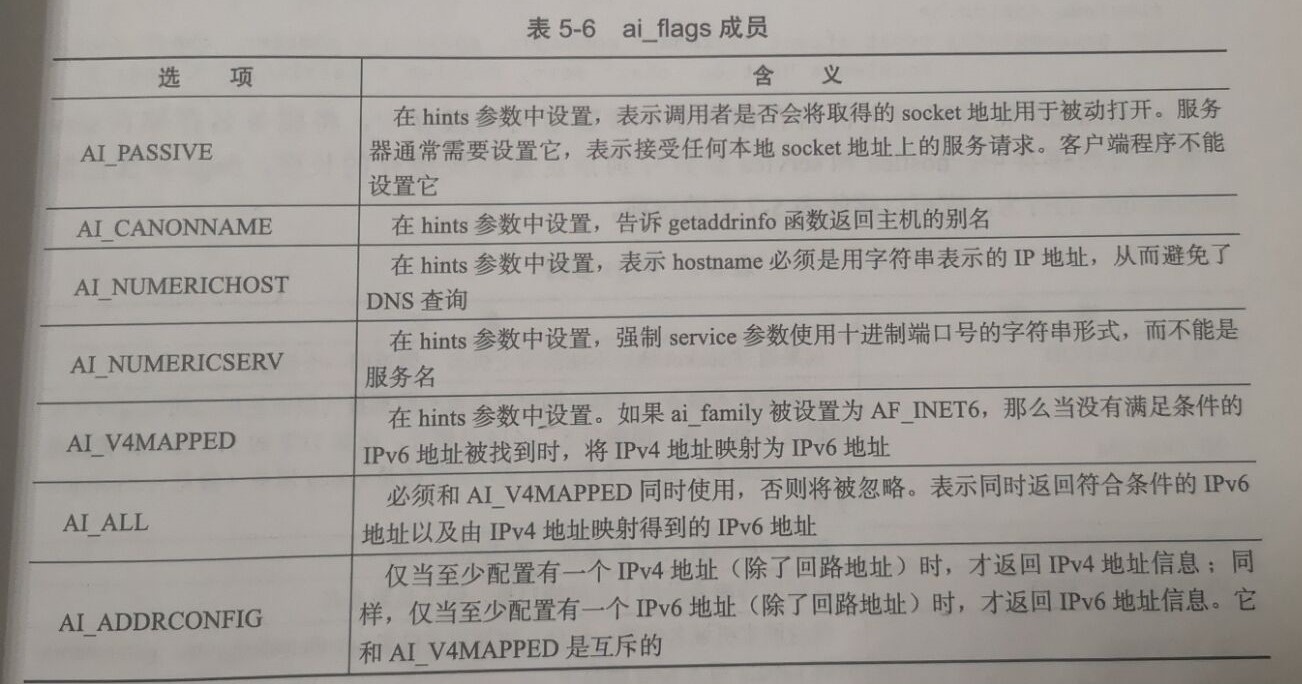 表 5-6 ai_flags 成员
选 项 含 义
AI_PASSIVE
在 hints 参数中设置，表示调用者是否会将取得的 socket 地址用于被动打开。服务
器通常需要设置它，表示接受任何本地 socket 地址上的服务请求。客户端程序不能
设置它
AI_CANONNAME
在 hints 参数中设置，告诉 getaddrinfo 函数返回主机的别名
AI_NUMERICHOST
在 hints 参数中设置，表示 hostname 必须是用字符串表示的 IP 地址，从而避免了
DNS 查询
AI_NUMERICSERV
在 hints 参数中设置，强制 service 参数使用十进制端口号的字符串形式，而不能是
服务名
AI_V4MAPPED
在 hints 参数中设置。如果 ai_family 被设置为 AF_INET6，那么当没有满足条件的
IPv6 地址被找到时，将 IPv4 地址映射为 IPv6 地址
AI_ALL
必须和 AI_V4MAPPED 同时使用，否则将被忽略。表示同时返回符合条件的 IPv6
地址以及由 IPv4 地址映射得到的 IPv6 地址
AI_ADDRCONFIG
仅当至少配置有一个 IPv4 地址（除了回路地址）时，才返回 IPv4 地址信息；同
样，仅当至少配置有一个 IPv6 地址（除了回路地址）时，才返回 IPv6 地址信息。它
和 AI_V4MAPPED 是互斥的